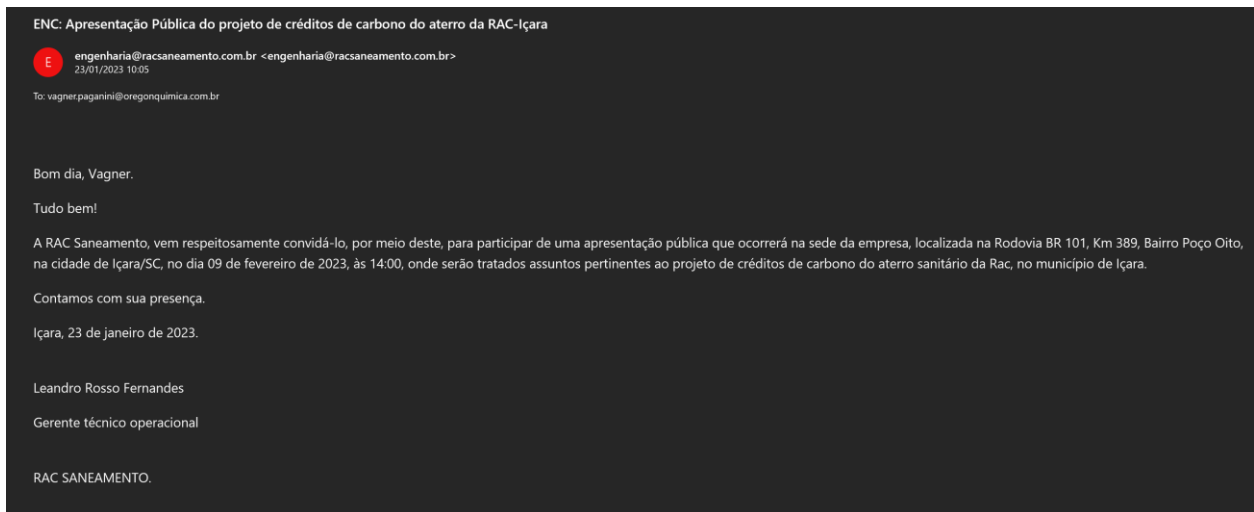 ENC: Apresentação Pública do projeto de créditos de carbono do aterro da RAC-Içara
E
engenharia@racsaneamento.com.br <engenharia@racsaneamento.com.br>
23/01/2023 10:05
To: vagner.paganini@oregonquimica.com.br
Bom dia, Vagner.
Tudo bem!
A RAC Saneamento, vem respeitosamente convidá-lo, por meio deste, para participar de uma apresentação pública que ocorrerá na sede da empresa, localizada na Rodovia BR 101, Km 389, Bairro Poço Oito,
na cidade de Içara/SC, no dia 09 de fevereiro de 2023, às 14:00, onde serão tratados assuntos pertinentes ao projeto de créditos de carbono do aterro sanitário da Rac, no município de Içara.
Contamos com sua presença.
Içara, 23 de janeiro de 2023.
Leandro Rosso Fernandes
Gerente técnico operacional
RAC SANEAMENTO.